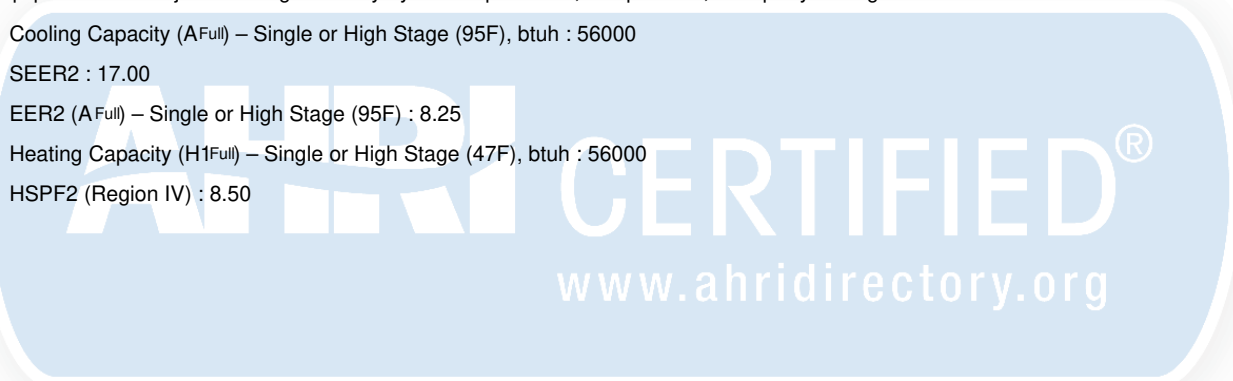 Cooling Capacity (AFull) – Single or High Stage (95F), btuh : 56000
SEER2 : 17.00
EER2 (AFull) – Single or High Stage (95F) : 8.25
Heating Capacity (H1Full) – Single or High Stage (47F), btuh : 56000
HSPF2 (Region IV) : 8.50
AHRI CERTIFIED®
www.ahridirectory.org